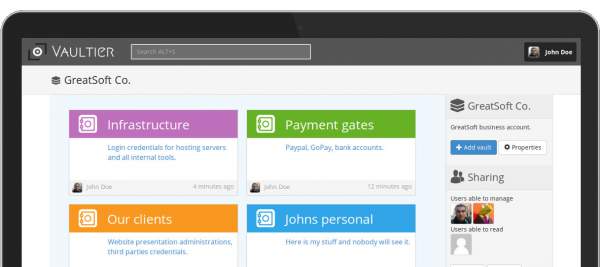 VAULTIER
Search ALT+S
John Doe
GreatSoft Co.
Infrastructure
Login credentials for hosting servers
and all internal tools.
John Doe
4 minutes ago
Payment gates
Paypal, GoPay, bank accounts.
John Doe
12 minutes ago
Our clients
Website presentation administrations,
third parties credentials.
Johns personal
Here is my stuff and nobody will see it.
GreatSoft Co.
GreatSoft business account.
+ Add vault
Properties
Sharing
Users able to manage
Users able to read